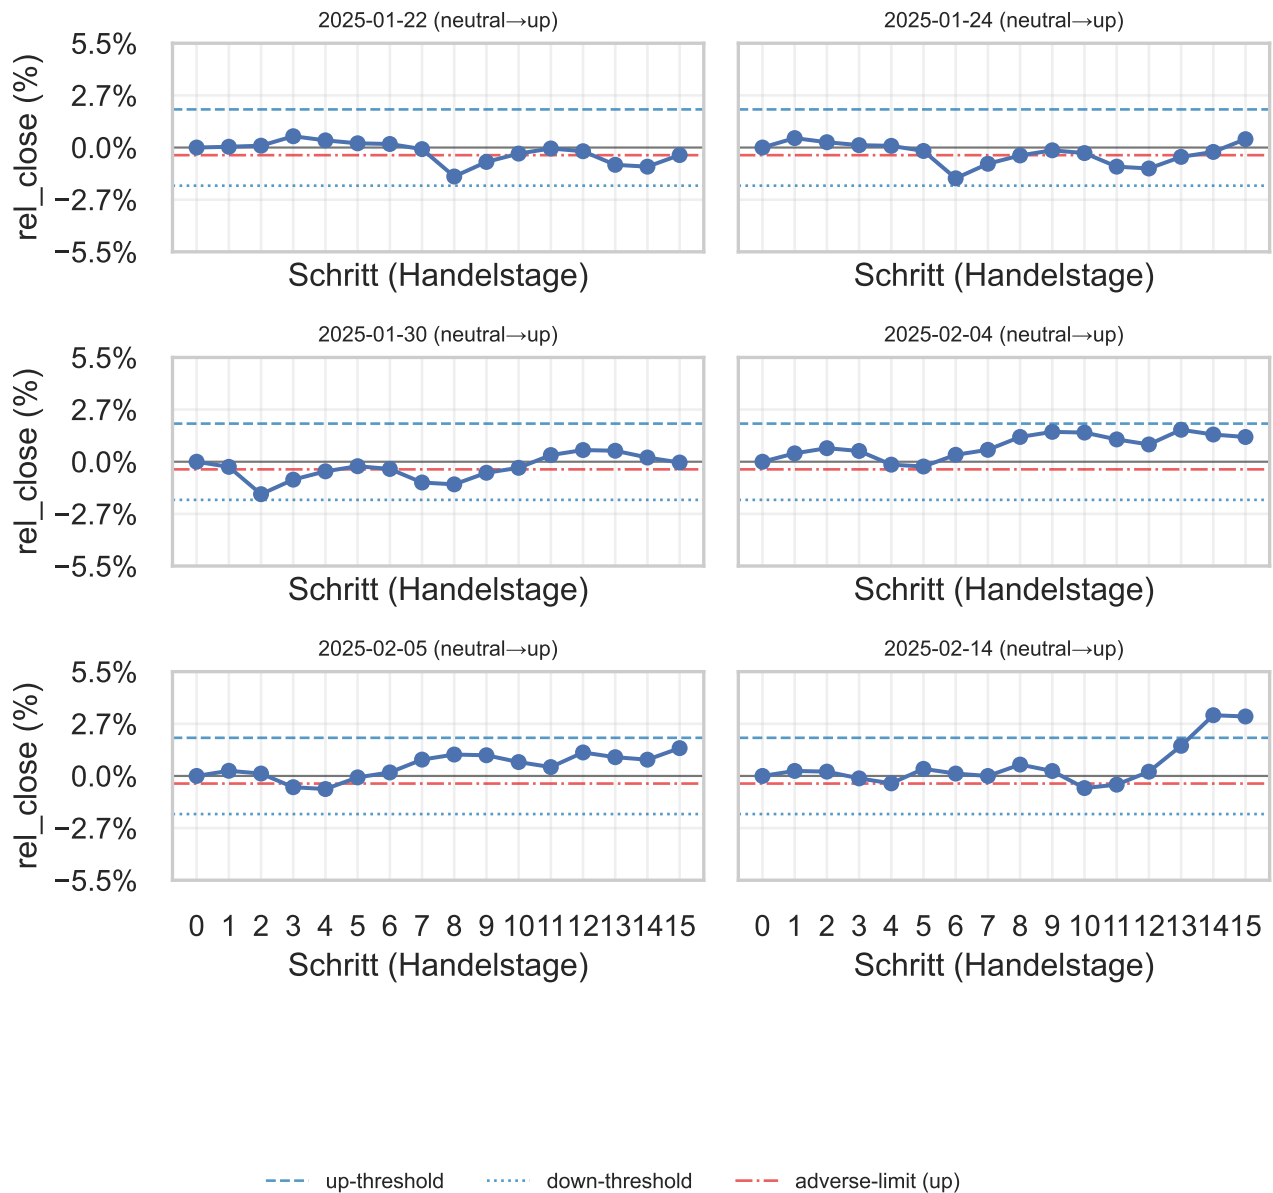 2025-01-22 (neutral→up)
2025-01-24 (neutral→up)
5.5%
2.7%
0.0%
−2.7%
−5.5%
rel_close (%)
Schritt (Handelstage)
Schritt (Handelstage)
2025-01-30 (neutral→up)
2025-02-04 (neutral→up)
5.5%
2.7%
0.0%
−2.7%
−5.5%
rel_close (%)
Schritt (Handelstage)
Schritt (Handelstage)
2025-02-05 (neutral→up)
2025-02-14 (neutral→up)
5.5%
2.7%
0.0%
−2.7%
−5.5%
rel_close (%)
0 1 2 3 4 5 6 7 8 9 10 11 12 13 14 15
0 1 2 3 4 5 6 7 8 9 10 11 12 13 14 15
Schritt (Handelstage)
Schritt (Handelstage)
up-threshold
down-threshold
adverse-limit (up)